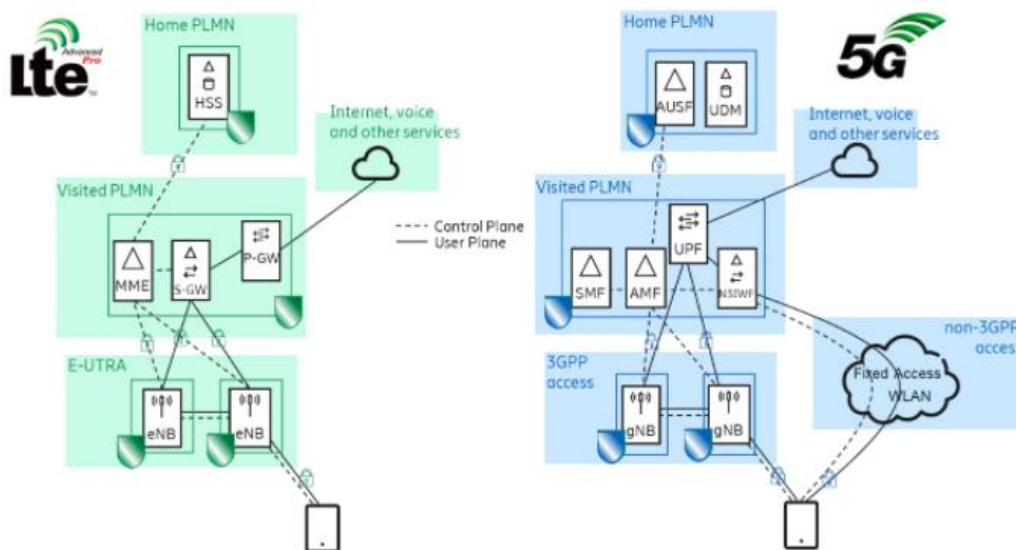 LTE
Advanced
Pro
TM
Home PLMN
HSS
Internet, voice
and other services
Visited PLMN
MME
S-GW
P-GW
E-UTRA
eNB
eNB
Control Plane
User Plane
5G
Home PLMN
AUSF
UDM
Internet, voice
and other services
Visited PLMN
UPF
SMF
AMF
N3IWF
non-3GPP
access
3GPP
access
Fixed Access
WLAN
gNB
gNB